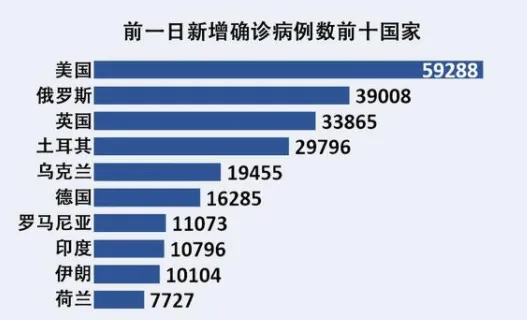 前一日新增确诊病例数前十国家
美国 59288
俄罗斯 39008
英国 33865
土耳其 29796
乌克兰 19455
德国 16285
罗马尼亚 11073
印度 10796
伊朗 10104
荷兰 7727